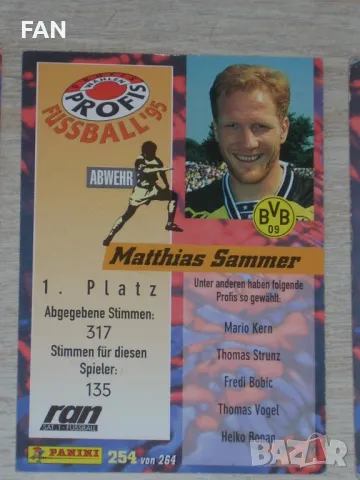 FAN
PROFIS WÄHLEN PROFIS
FUSSBALL '95
ABWEHR
BVB
09
Matthias Sammer
1. Platz
Abgegebene Stimmen:
317
Stimmen für diesen
Spieler:
135
Unter anderen haben folgende
Profis so gewählt:
Mario Kern
Thomas Strunz
Fredi Bobic
Thomas Vogel
Heiko Bonan
ran
SAT.1-FUSSBALL
PANINI
254 von 264
BAZAR